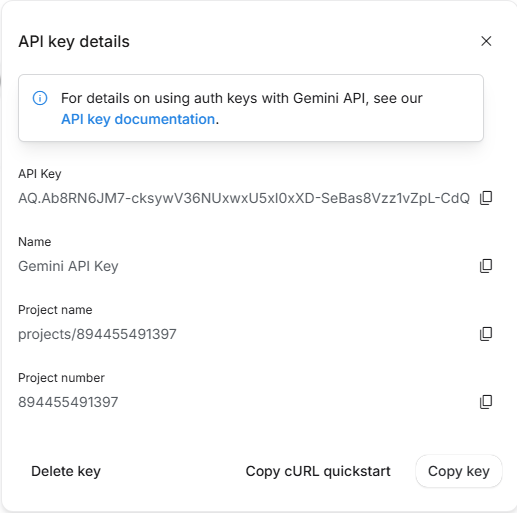 API key details
For details on using auth keys with Gemini API, see our
API key documentation.
API Key
AQ.Ab8RN6JM7-cksywV36NUxwxU5xI0xXD-SeBas8Vzz1vZpL-CdQ
Name
Gemini API Key
Project name
projects/894455491397
Project number
894455491397
Delete key
Copy cURL quickstart
Copy key